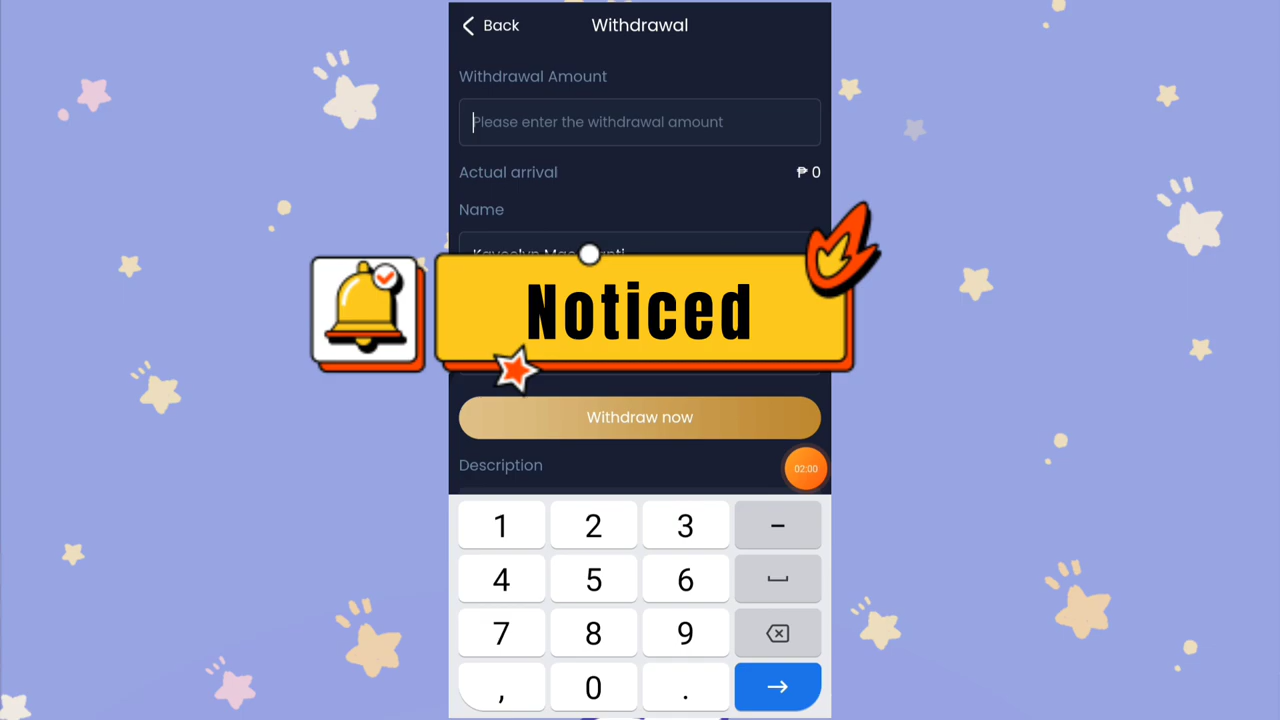 Back
Withdrawal
Withdrawal Amount
Please enter the withdrawal amount
Actual arrival
₱ 0
Name
Noticed
Withdraw now
Description
02:00
1 2 3 -
4 5 6
7 8 9
, 0 .